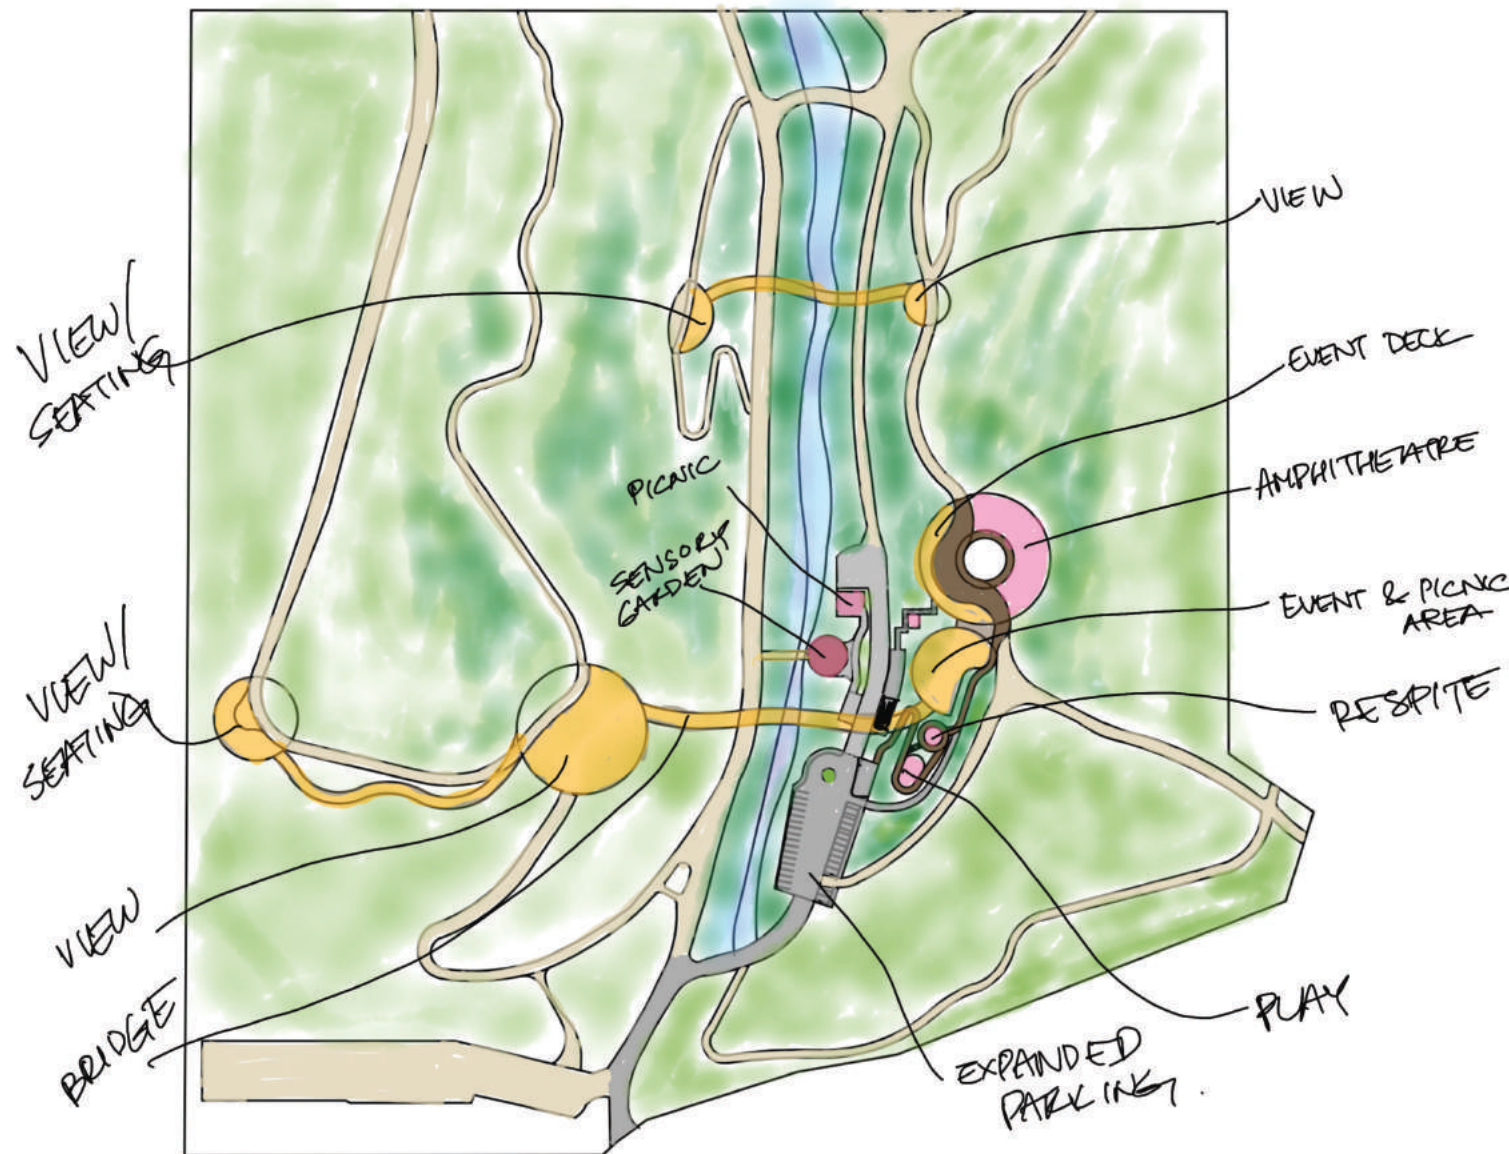 VIEW
VIEW/
SEATING
EVENT DECK
AMPHITHEATRE
PICNIC
SENSORY
GARDEN
EVENT & PICNIC
AREA
VIEW/
SEATING
RESPITE
VIEW
BRIDGE
PLAY
EXPANDED
PARKING.